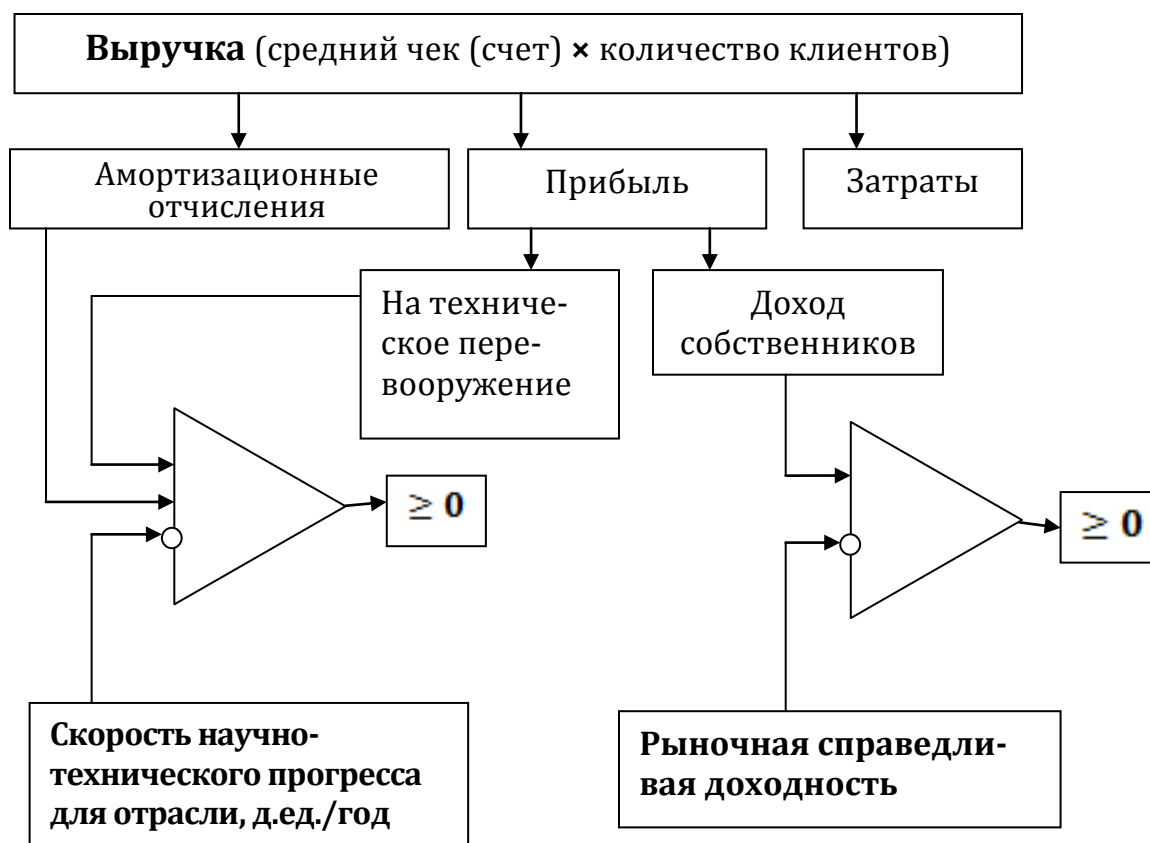 Выручка (средний чек (счет) × количество клиентов)
Амортизационные
отчисления
Прибыль
Затраты
На техниче-
ское пере-
вооружение
Доход
собственников
≥ 0
≥ 0
Скорость научно-
технического прогресса
для отрасли, д.ед./год
Рыночная справедли-
вая доходность